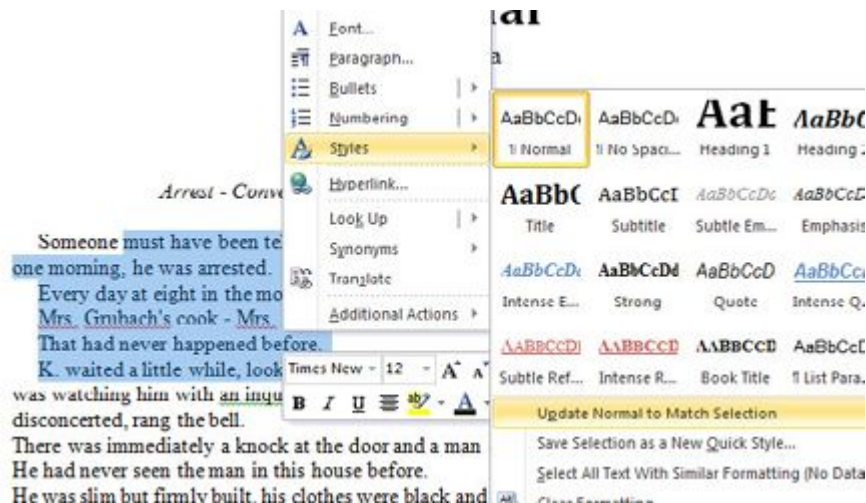 Font...
Paragraph...
Bullets
Numbering
Styles
Hyperlink...
Look Up
Synonyms
Translate
Additional Actions
Times New 12 A A
B I U ab A
Arrest - Conve
Someone must have been te
one morning, he was arrested.
Every day at eight in the mo
Mrs. Grubach's cook - Mrs.
That had never happened before.
K. waited a little while, look
was watching him with an inqu
disconcerted, rang the bell.
There was immediately a knock at the door and a man
He had never seen the man in this house before.
He was slim but firmly built, his clothes were black and
AaBbCcD AaBbCcD Aab AaBbC
¶ Normal ¶ No Spaci... Heading 1 Heading 2
AaBb( AaBbCcI AaBbCcDc AaBbCcD
Title Subtitle Subtle Em... Emphasis
AaBbCcDc AaBbCcDd AaBbCcD AaBbCc
Intense E... Strong Quote Intense Q.
AABBCCD AABBCCD AABBCCD AaBbCcD
Subtle Ref... Intense R... Book Title ¶ List Para.
Update Normal to Match Selection
Save Selection as a New Quick Style...
Select All Text With Similar Formatting (No Data
Clear Formatting